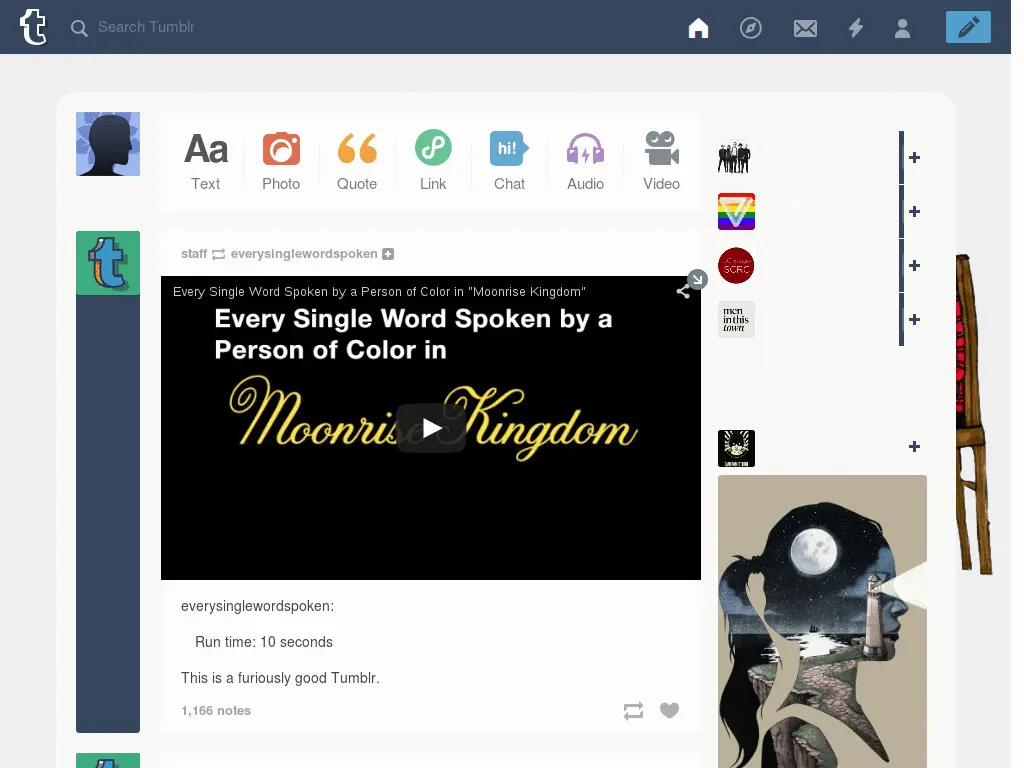 Search Tumblr
Aa
hi!
Text
Photo
Quote
Link
Chat
Audio
Video
staff everysinglewordspoken
Every Single Word Spoken by a Person of Color in "Moonrise Kingdom"
Every Single Word Spoken by a
Person of Color in
Moonrise Kingdom
SCRC
men
in this
town
everysinglewordspoken:
Run time: 10 seconds
This is a furiously good Tumblr.
1,166 notes